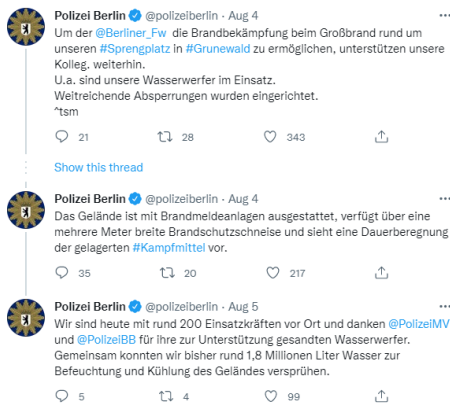 Polizei Berlin @polizeiberlin · Aug 4
Um der @Berliner_Fw die Brandbekämpfung beim Großbrand rund um
unseren #Sprengplatz in #Grunewald zu ermöglichen, unterstützen unsere
Kolleg. weiterhin.
U.a. sind unsere Wasserwerfer im Einsatz.
Weitreichende Absperrungen wurden eingerichtet.
^tsm
21 28 343
Show this thread
Polizei Berlin @polizeiberlin · Aug 4
Das Gelände ist mit Brandmeldeanlagen ausgestattet, verfügt über eine
mehrere Meter breite Brandschutzschneise und sieht eine Dauerberegnung
der gelagerten #Kampfmittel vor.
35 20 217
Polizei Berlin @polizeiberlin · Aug 5
Wir sind heute mit rund 200 Einsatzkräften vor Ort und danken @PolizeiMV
und @PolizeiBB für ihre zur Unterstützung gesandten Wasserwerfer.
Gemeinsam konnten wir bisher rund 1,8 Millionen Liter Wasser zur
Befeuchtung und Kühlung des Geländes versprühen.
5 4 99